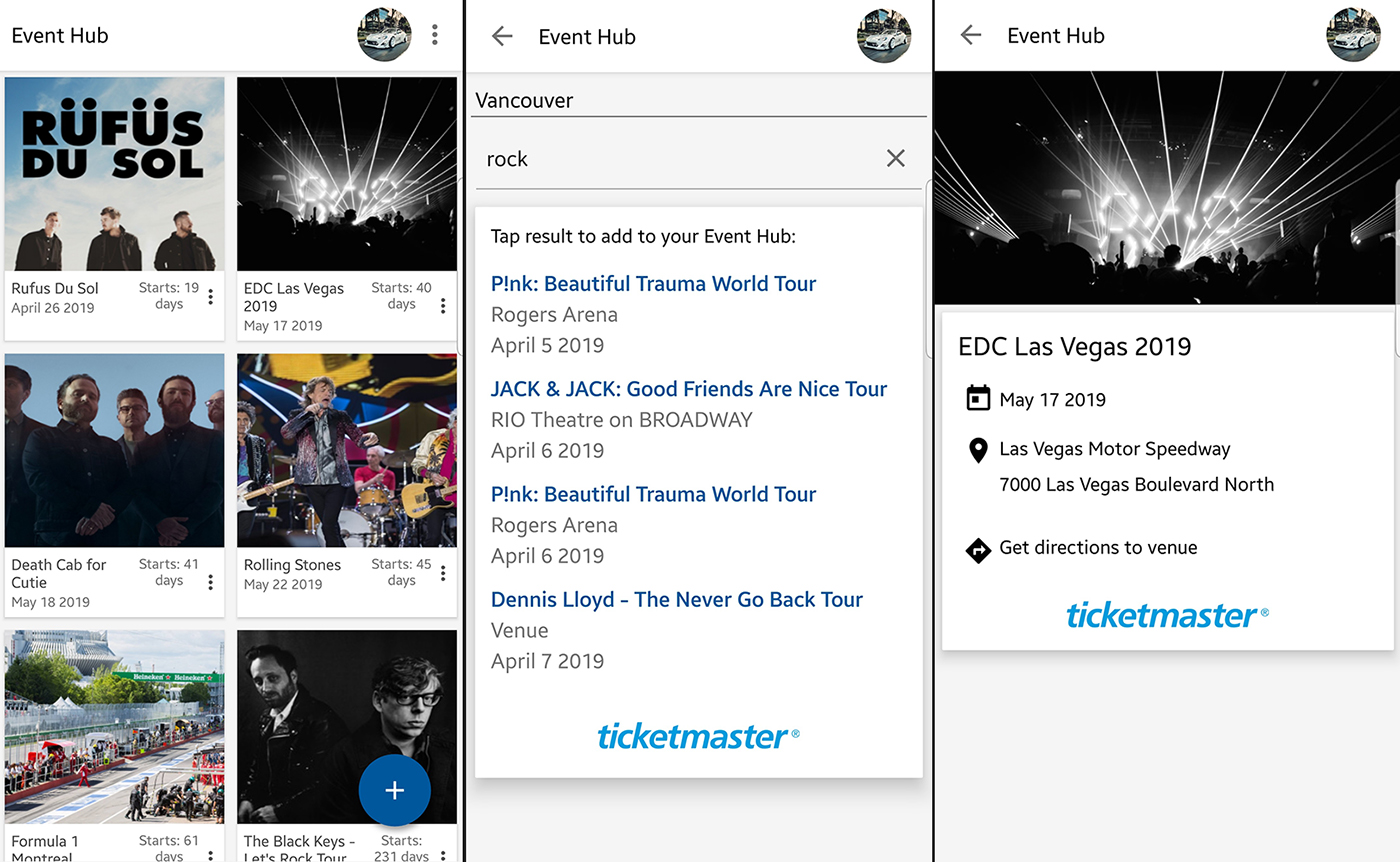 Event Hub
RÜFÜS
DU SOL
Rufus Du Sol
April 26 2019
Starts: 19
days
EDC Las Vegas
2019
May 17 2019
Starts: 40
days
Death Cab for
Cutie
May 18 2019
Starts: 41
days
Rolling Stones
May 22 2019
Starts: 45
days
Heineken Heineken
Formula 1
Montreal
Starts: 61
days
+
The Black Keys -
Let's Rock Tour
Starts:
231 days
Event Hub
Vancouver
rock
Tap result to add to your Event Hub:
P!nk: Beautiful Trauma World Tour
Rogers Arena
April 5 2019
JACK & JACK: Good Friends Are Nice Tour
RIO Theatre on BROADWAY
April 6 2019
P!nk: Beautiful Trauma World Tour
Rogers Arena
April 6 2019
Dennis Lloyd – The Never Go Back Tour
Venue
April 7 2019
ticketmaster®
Event Hub
EDC Las Vegas 2019
May 17 2019
Las Vegas Motor Speedway
7000 Las Vegas Boulevard North
Get directions to venue
ticketmaster®